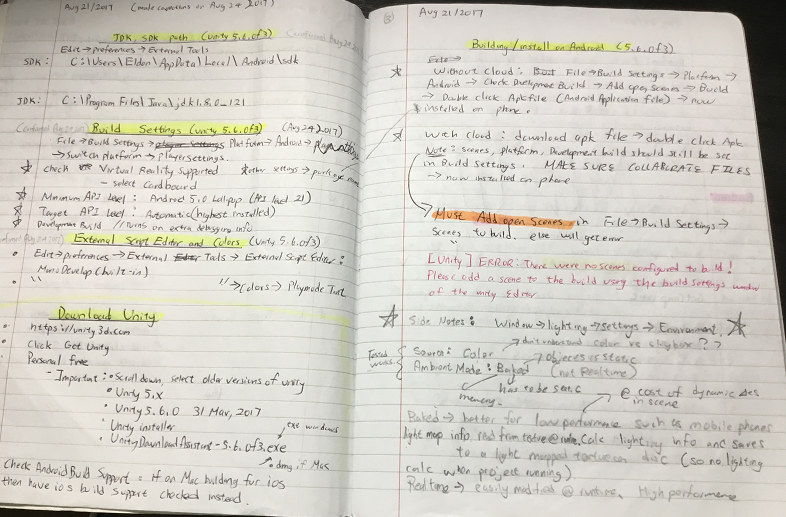 Aug 21/2017 (made corrections on Aug 24 2017)
JDK, SDK path (Unity 5.6.0f3)
Edit→preferences→External Tools
SDK: C:\Users\Elden\AppData\Local\Android\sdk
JDK: C:\Program Files\Java\jdk1.8.0_121
Build Settings (Unity 5.6.0f3) (Aug 24 2017)
File→Build Settings→player settings Platform→Android→
→Switch platform→Player settings.
Check Virtual Reality Supported *other settings→
- select cardboard
Minimum API level: Android 5.0 Lollipop (API level 21)
Target API level: Automatic (highest installed)
Development Build //Turns on extra debugging info
External Script Editor and Colors (Unity 5.6.0f3)
• Edit→preferences→External Tools→External Script Editor:
MonoDevelop (built-in)
• " "→Colors→Playmode Tint
Download Unity
• https://unity3d.com
• Click Get Unity
Personal free
- Important: • Scroll down, select older versions of unity
• Unity 5.x
• Unity 5.6.0 31 Mar, 2017
• Unity installer
exe windows
• UnityDownloadAssistant-5.6.0f3.exe
• dmg if Mac
Check Android Build Support = If on Mac building for ios
then have ios build support checked instead.
Aug 21/2017
Building/install on Android (5.6.0f3)
Without cloud: File→Build Settings→Platform→
Android→Check Development Build→Add open scenes→Build
→Double click Apk file (Android Application file)→now
installed on phone.
With cloud: download apk file→double click Apk
Note: scenes, platform, Development build should still be set
in Build Settings. MAKE SURE COLLABORATE FILES
→now installed on phone
Must Add open Scenes in File→Build Settings→
Scenes to build. else will get error
"
[Unity] ERROR: There were no scenes configured to build!
Please add a scene to the build using the build settings window
of the unity Editor
Side Notes: Window→lighting→settings→Environment.
don't understand color vs skybox??
Tested works.
Source: Color objects is static
Ambient Mode: Baked (not Realtime)
has to be static
memory. @ cost of dynamic
in scene
Baked→better for low performance such as mobile phones
light map info. read from texture @ runtime. Calc lighting info and saves
to a light mapped texture on disc (so no lighting
calc when project running).
Realtime→easily modified @ runtime, High performance